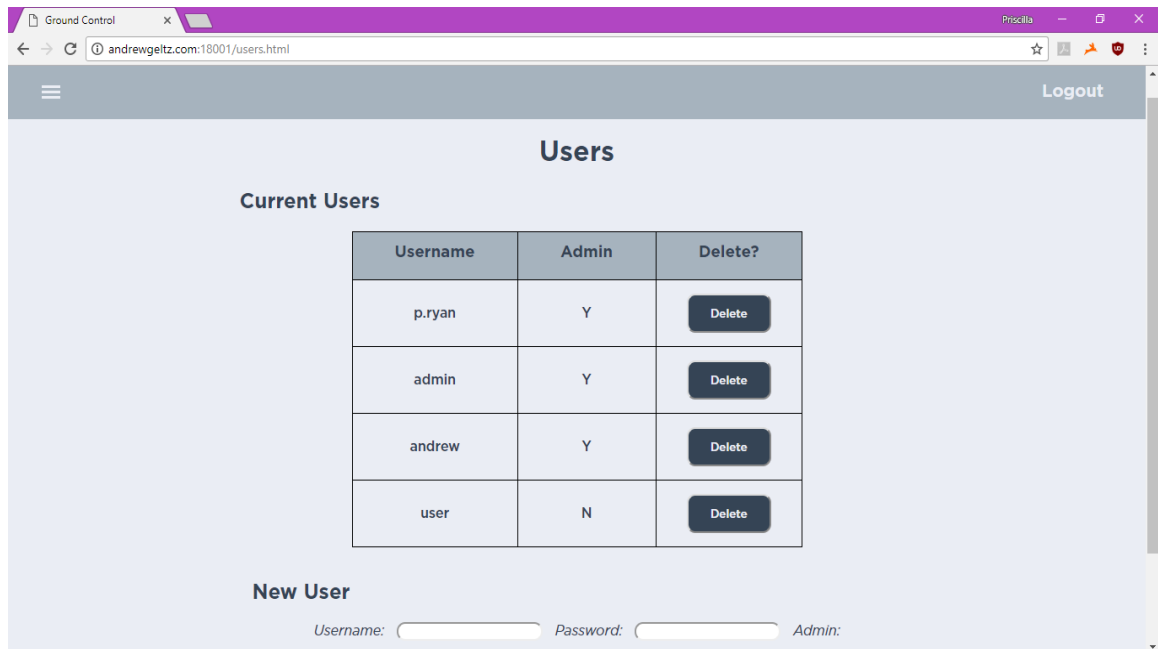 Ground Control
Priscilla
andrewgeltz.com:18001/users.html
Logout
Users
Current Users
Username Admin Delete?
p.ryan Y Delete
admin Y Delete
andrew Y Delete
user N Delete
New User
Username: Password: Admin: